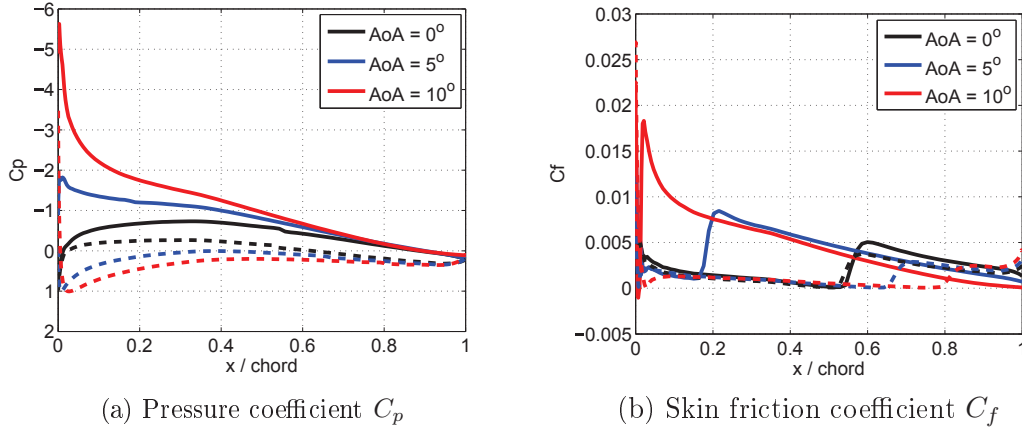 −6
−5
−4
−3
−2
−1
0
1
2
Cp
0
0.2
0.4
0.6
0.8
1
x / chord
AoA = 0°
AoA = 5°
AoA = 10°
(a) Pressure coefficient Cp
0.03
0.025
0.02
0.015
0.01
0.005
0
−0.005
Cf
0
0.2
0.4
0.6
0.8
1
x / chord
AoA = 0°
AoA = 5°
AoA = 10°
(b) Skin friction coefficient Cf